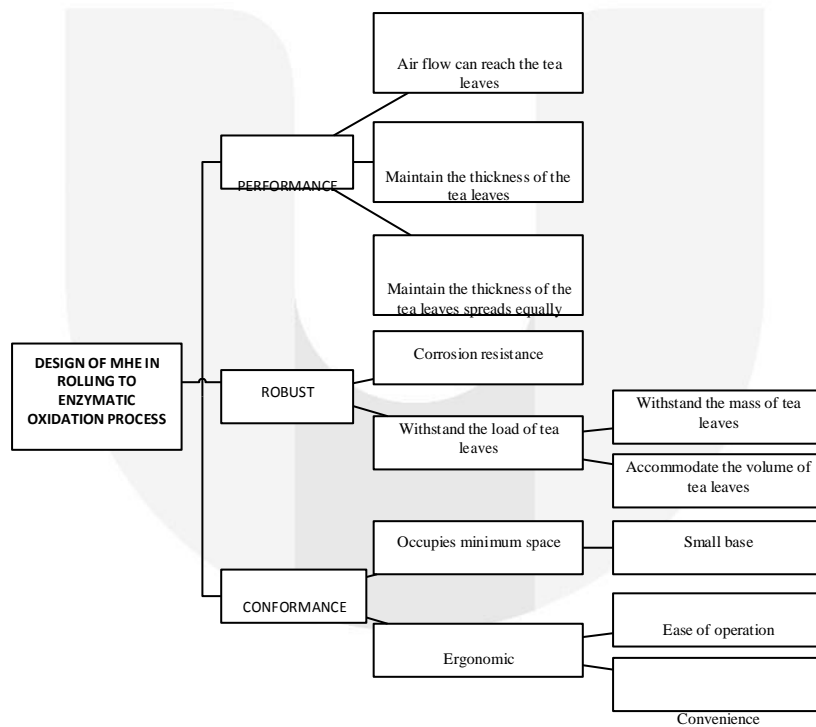 Air flow can reach the tea
leaves
PERFORMANCE
Maintain the thickness of the
tea leaves
Maintain the thickness of the
tea leaves spreads equally
DESIGN OF MHE IN
ROLLING TO
ENZYMATIC
OXIDATION PROCESS
ROBUST
Corrosion resistance
Withstand the load of tea
leaves
Withstand the mass of tea
leaves
Accommodate the volume of
tea leaves
CONFORMANCE
Occupies minimum space
Small base
Ergonomic
Ease of operation
Convenience